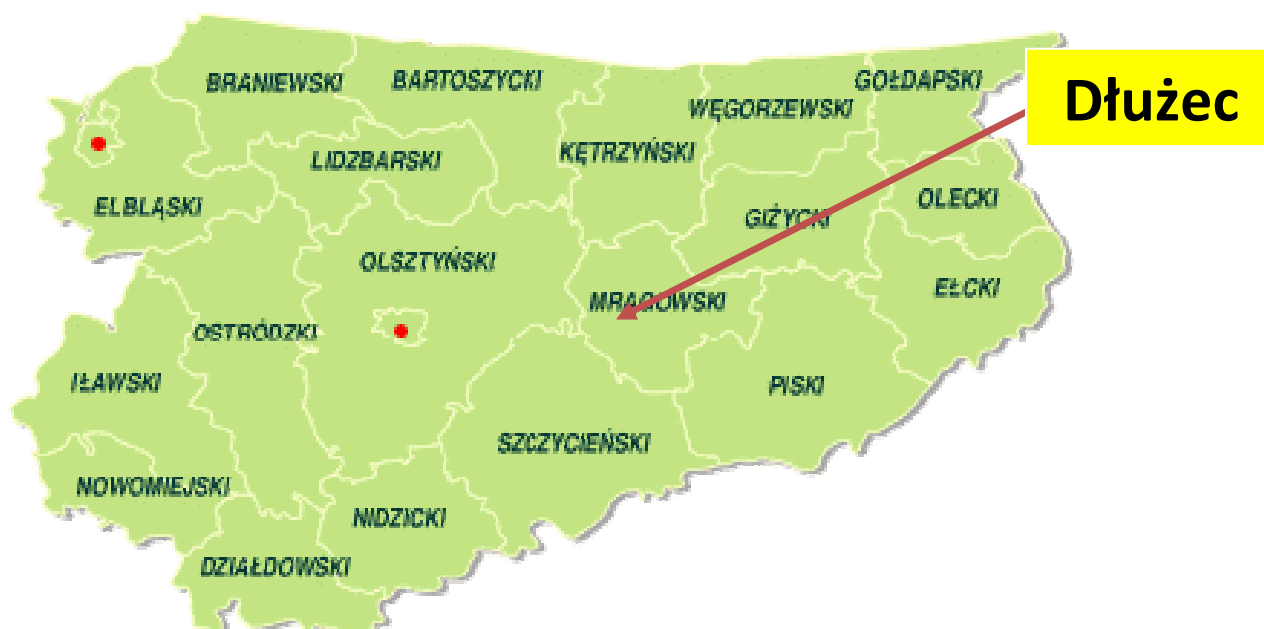 BRANIEWSKI
BARTOSZYCKI
GOŁDAPSKI
Dłużec
WĘGORZEWSKI
KĘTRZYŃSKI
LIDZBARSKI
ELBLĄSKI
OLECKI
GIŻYCKI
OLSZTYŃSKI
EŁCKI
MRĄGOWSKI
OSTRÓDZKI
IŁAWSKI
PISKI
SZCZYCIEŃSKI
NOWOMIEJSKI
NIDZICKI
DZIAŁDOWSKI